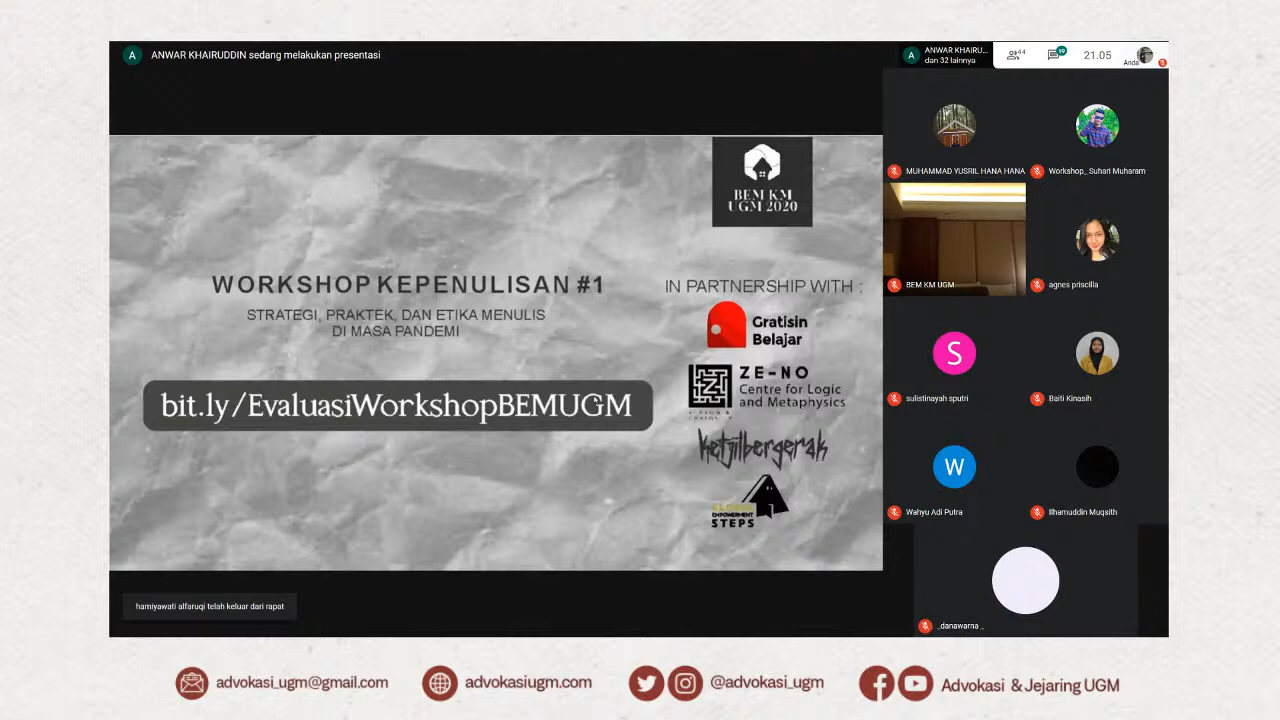 A ANWAR KHAIRUDDIN sedang melakukan presentasi
A ANWAR KHAIRU...
dan 32 lainnya
44
19
21.05
Anda
BEM KM
UGM 2020
WORKSHOP KEPENULISAN #1
STRATEGI, PRAKTEK, DAN ETIKA MENULIS
DI MASA PANDEMI
bit.ly/EvaluasiWorkshopBEMUGM
IN PARTNERSHIP WITH :
Gratisin
Belajar
ZE-NO
Centre for Logic
and Metaphysics
ketjilbergerak
EMPOWERMENT
STEPS
MUHAMMAD YUSRIL HANA HANA
Workshop_ Suhari Muharam
BEM KM UGM
agnes priscilla
S
sulistinayah sputri
Baiti Kinasih
W
Wahyu Adi Putra
Ilhamuddin Muqsith
_danawarna _
hamiyawati alfaruqi telah keluar dari rapat
advokasi_ugm@gmail.com
advokasiugm.com
@advokasi_ugm
Advokasi & Jejaring UGM